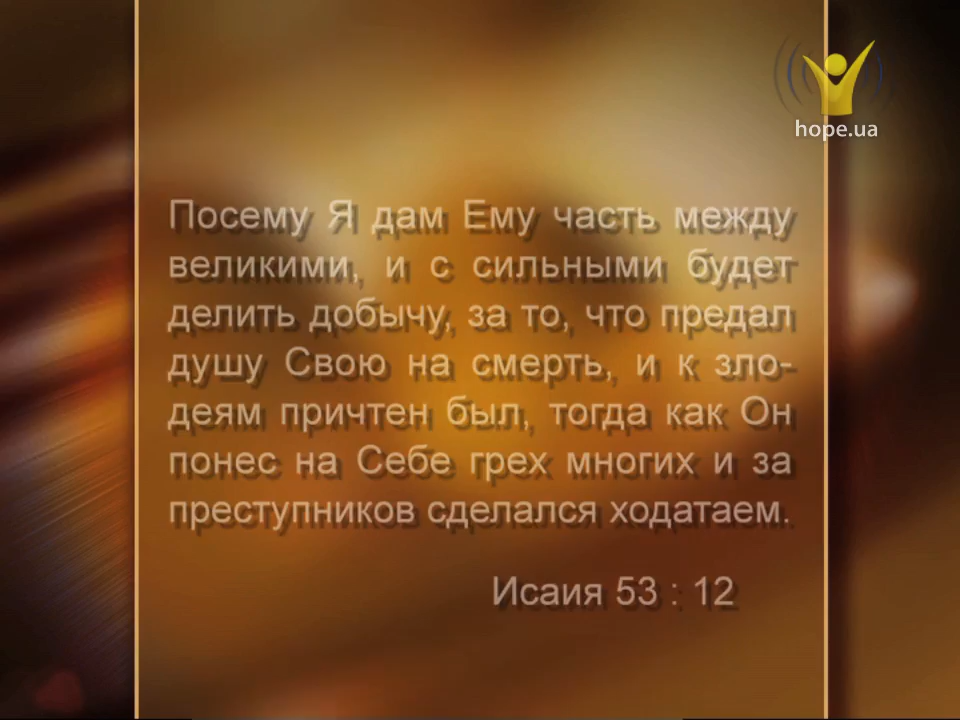 hope.ua
Посему Я дам Ему часть между
великими, и с сильными будет
делить добычу, за то, что предал
душу Свою на смерть, и к зло-
деям причтен был, тогда как Он
понес на Себе грех многих и за
преступников сделался ходатаем.
Исаия 53 : 12